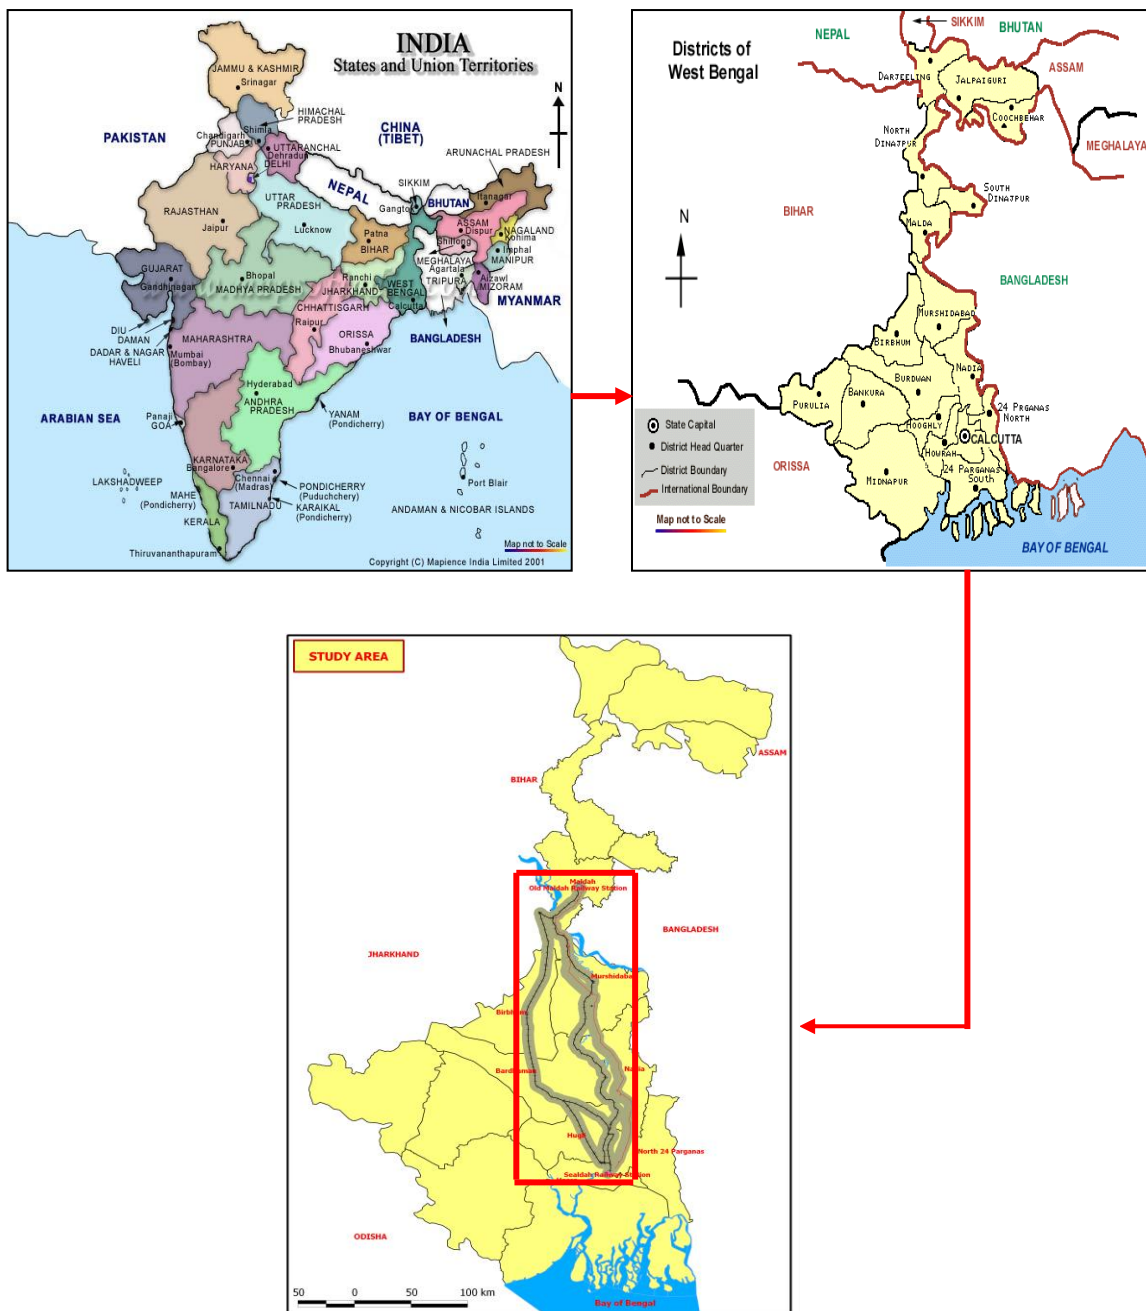 INDIA
States and Union Territories
JAMMU & KASHMIR
Srinagar
HIMACHAL
PRADESH
N
PAKISTAN
CHINA
(TIBET)
Chandigarh
Shimla
PUNJAB
UTTARANCHAL
Dehradun
DELHI
HARYANA
ARUNACHAL PRADESH
SIKKIM
NEPAL
Gangtok
BHUTAN
Itanagar
RAJASTHAN
Jaipur
UTTAR
PRADESH
Lucknow
Patna
BIHAR
ASSAM
Dispur
NAGALAND
Kohima
Shillong
Imphal
MANIPUR
MEGHALAYA
Agartala
TRIPURA
Aizawl
MIZORAM
GUJARAT
Gandhinagar
Bhopal
MADHYA PRADESH
Ranchi
JHARKHAND
WEST
BENGAL
Calcutta
MYANMAR
CHHATTISGARH
Raipur
DIU
DAMAN
DADAR & NAGAR
HAVELI
MAHARASHTRA
Mumbai
(Bombay)
ORISSA
Bhubaneshwar
BANGLADESH
Hyderabad
ANDHRA
PRADESH
ARABIAN SEA
Panaji
GOA
YANAM
(Pondicherry)
BAY OF BENGAL
KARNATAKA
Bangalore
Chennai
(Madras)
LAKSHADWEEP
MAHE
(Pondicherry)
PONDICHERRY
(Puduchchery)
KARAIKAL
(Pondicherry)
Port Blair
TAMILNADU
KERALA
ANDAMAN & NICOBAR ISLANDS
Thiruvananthapuram
Map not to Scale
Copyright (C) Mapience India Limited 2001
Districts of
West Bengal
NEPAL
SIKKIM
BHUTAN
ASSAM
DARJEELING
JALPAIGURI
COOCHBEHAR
MEGHALAYA
NORTH
DINAJPUR
SOUTH
DINAJPUR
BIHAR
N
MALDA
BANGLADESH
MURSHIDABAD
BIRBHUM
NADIA
BURDWAN
BANKURA
PURULIA
24 PRGANAS
NORTH
HOOGHLY
CALCUTTA
HOWRAH
24 PARGANAS
SOUTH
MIDNAPUR
ORISSA
State Capital
District Head Quarter
District Boundary
International Boundary
Map not to Scale
BAY OF BENGAL
STUDY AREA
ASSAM
BIHAR
Maldah
Old Maldah Railway Station
BANGLADESH
JHARKHAND
Murshidabad
Birbhum
Bardhaman
Nadia
Hugli
North 24 Parganas
Sealdah Railway Station
ODISHA
50 0 50 100 km
Bay of Bengal